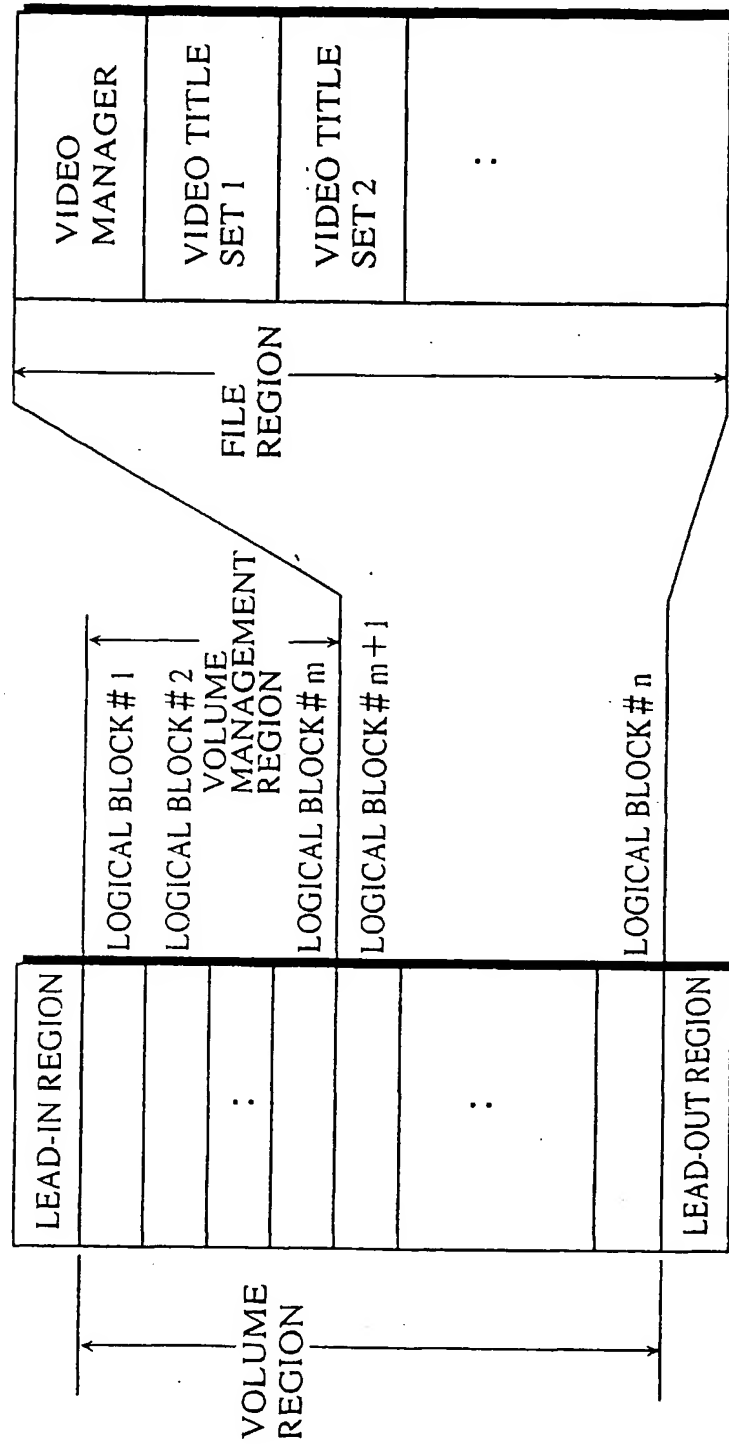 LEAD-IN REGION
LOGICAL BLOCK# 1
LOGICAL BLOCK# 2
:
LOGICAL BLOCK# m
LOGICAL BLOCK# m+1
:
LOGICAL BLOCK# n
LEAD-OUT REGION
VOLUME
REGION
VOLUME
MANAGEMENT
REGION
FILE
REGION
VIDEO
MANAGER
VIDEO TITLE
SET 1
VIDEO TITLE
SET 2
: